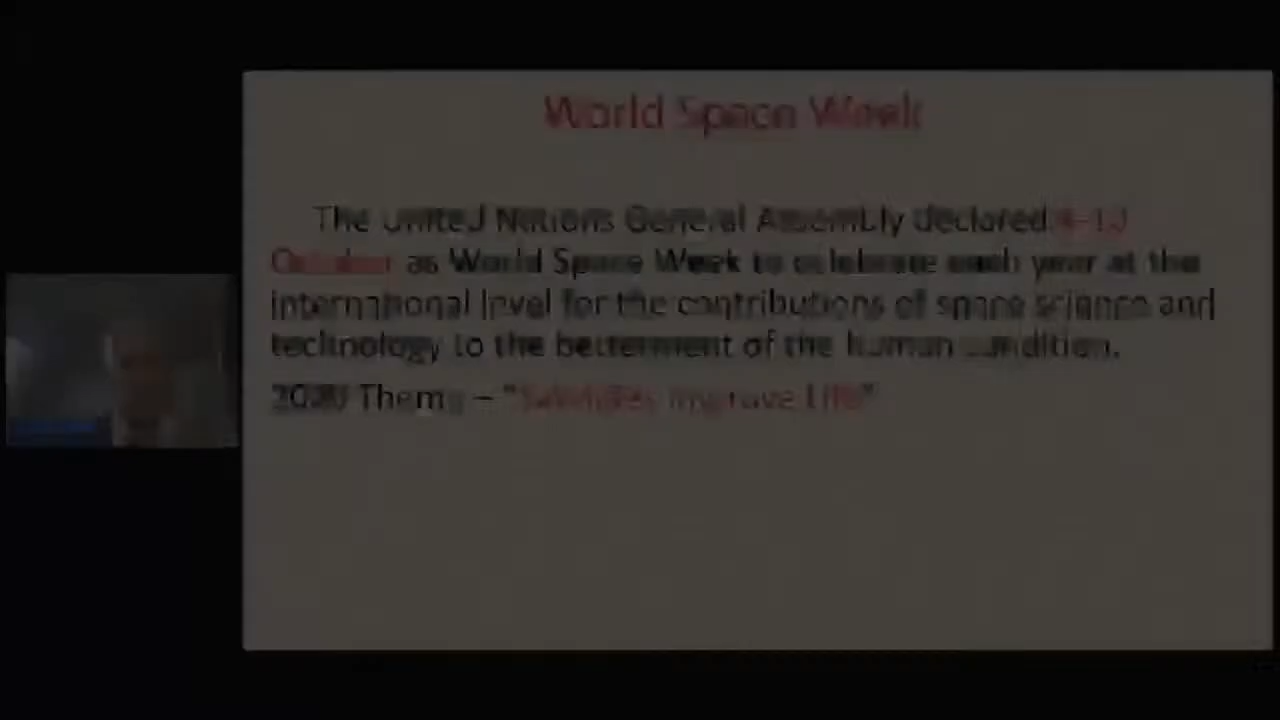 World Space Week
The United Nations General Assembly declared 4-10
October as World Space Week to celebrate each year at the
international level for the contributions of space science and
technology to the betterment of the human condition.
2020 Theme – "Satellites Improve Life"